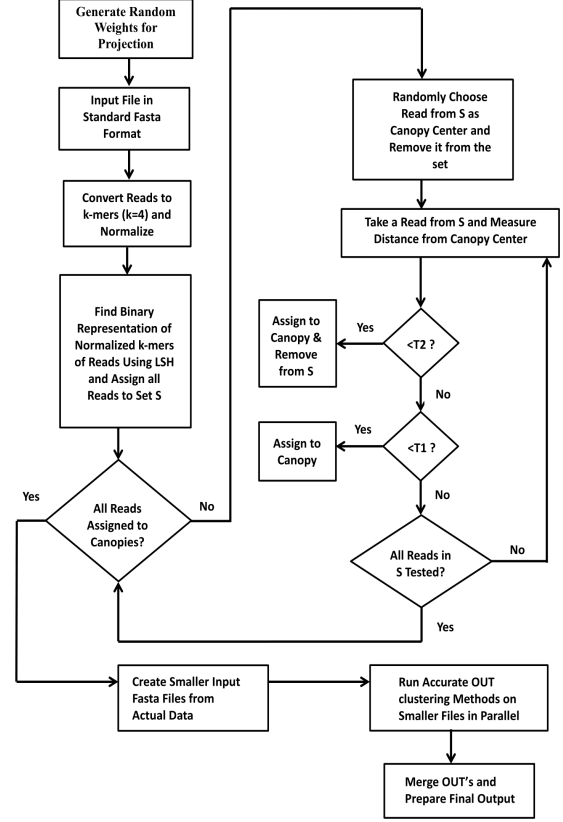 Generate Random
Weights for
Projection
Input File in
Standard Fasta
Format
Convert Reads to
k-mers (k=4) and
Normalize
Find Binary
Representation of
Normalized k-mers
of Reads Using LSH
and Assign all
Reads to Set S
All Reads
Assigned to
Canopies?
Yes
No
Randomly Choose
Read from S as
Canopy Center and
Remove it from the
set
Take a Read from S and Measure
Distance from Canopy Center
<T2 ?
Yes
Assign to
Canopy &
Remove
from S
No
<T1 ?
Yes
Assign to
Canopy
No
All Reads in
S Tested?
No
Yes
Create Smaller Input
Fasta Files from
Actual Data
Run Accurate OUT
clustering Methods on
Smaller Files in Parallel
Merge OUT's and
Prepare Final Output